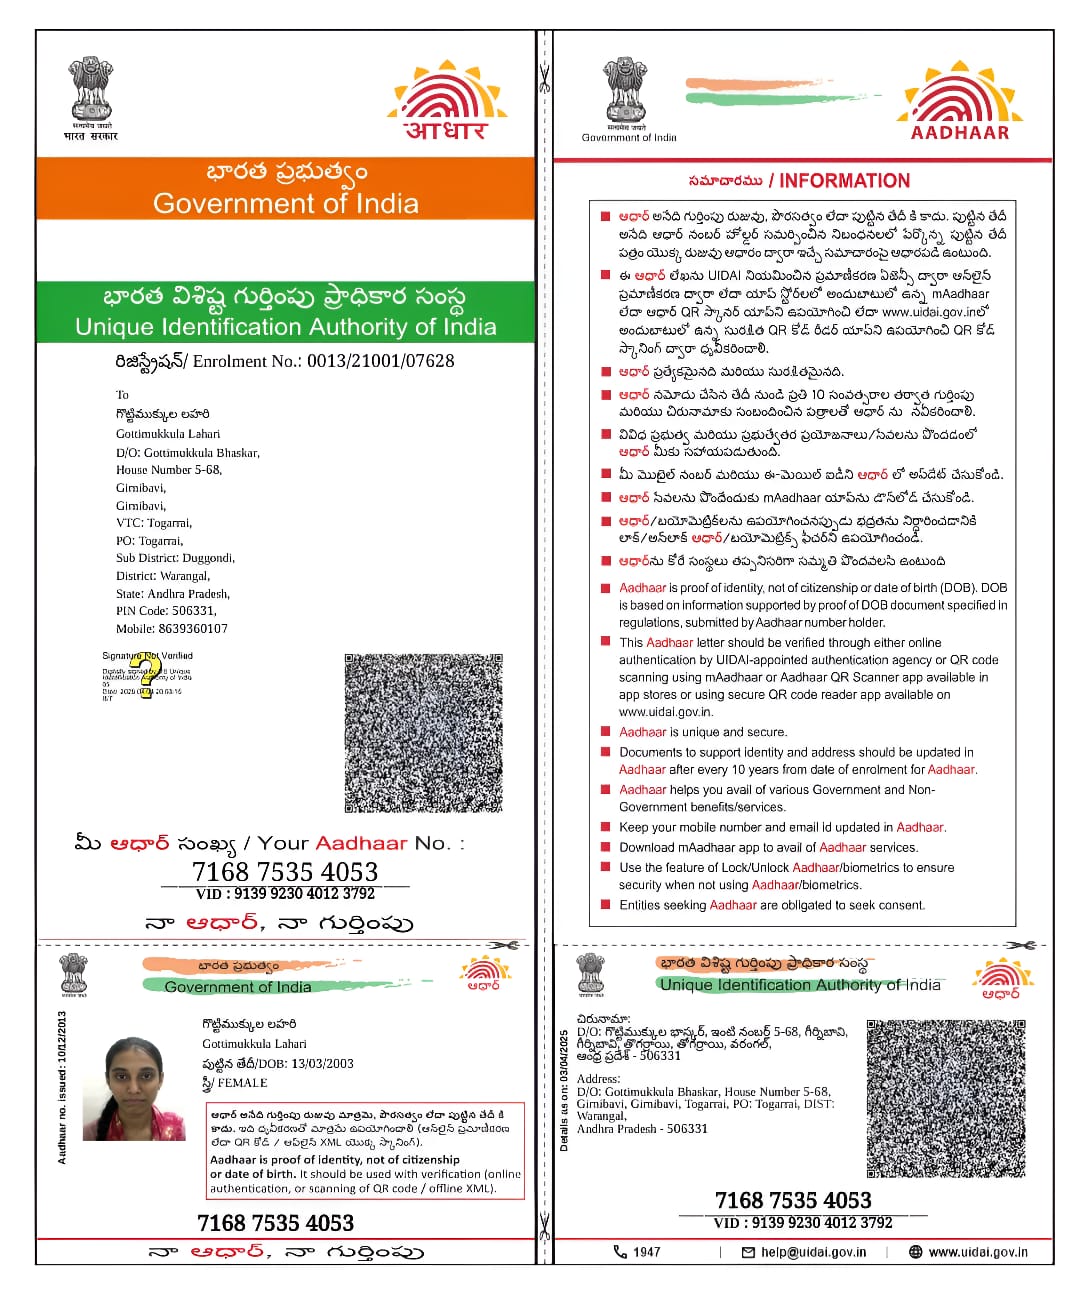 सत्यमेव जयते
भारत सरकार
आधार
భారత ప్రభుత్వం
Government of India
భారత విశిష్ట గుర్తింపు ప్రాధికార సంస్థ
Unique Identification Authority of India
రిజిస్ట్రేషన్/ Enrolment No.: 0013/21001/07628
To
గొట్టిముక్కుల లహరి
Gottimukkula Lahari
D/O: Gottimukkula Bhaskar,
House Number 5-68,
Girnibavi,
Girnibavi,
VTC: Togarrai,
PO: Togarrai,
Sub District: Duggondi,
District: Warangal,
State: Andhra Pradesh,
PIN Code: 506331,
Mobile: 8639360107
Signature Not Verified
Digitally signed by Unique
Identification Authority of India
మీ ఆధార్ సంఖ్య / Your Aadhaar No. :
7168 7535 4053
VID : 9139 9230 4012 3792
నా ఆధార్, నా గుర్తింపు
భారత ప్రభుత్వం
Government of India
ఆధార్
Aadhaar no. issued: 10/12/2013
గొట్టిముక్కుల లహరి
Gottimukkula Lahari
పుట్టిన తేదీ/DOB: 13/03/2003
స్త్రీ/ FEMALE
ఆధార్ అనేది గుర్తింపు రుజువు మాత్రమె, పౌరసత్వం లేదా పుట్టిన తేదీ కి
కాదు. ఇది ధృవీకరణతో మాత్రమే ఉపయోగించాలి (ఆన్‌లైన్ ప్రమాణీకరణ
లేదా QR కోడ్ / ఆఫ్‌లైన్ XML యొక్క స్కానింగ్).
Aadhaar is proof of identity, not of citizenship
or date of birth. It should be used with verification (online
authentication, or scanning of QR code / offline XML).
7168 7535 4053
నా ఆధార్, నా గుర్తింపు
सत्यमेव जयते
Government of India
AADHAAR
సమాచారము / INFORMATION
ఆధార్ అనేది గుర్తింపు రుజువు, పౌరసత్వం లేదా పుట్టిన తేదీ కి కాదు. పుట్టిన తేదీ
అనేది ఆధార్ నంబర్ హోల్డర్ సమర్పించిన నిబంధనలలో పేర్కొన్న పుట్టిన తేదీ
పత్రం యొక్క రుజువు ఆధారం ద్వారా ఇచ్చే సమాచారంపై ఆధారపడి ఉంటుంది.
ఈ ఆధార్ లేఖను UIDAI నియమించిన ప్రమాణీకరణ ఏజెన్సీ ద్వారా ఆన్‌లైన్
ప్రమాణీకరణ ద్వారా లేదా యాప్ స్టోర్‌లలో అందుబాటులో ఉన్న mAadhaar
లేదా ఆధార్ QR స్కానర్ యాప్‌ని ఉపయోగించి లేదా www.uidai.gov.inలో
అందుబాటులో ఉన్న సురక్షిత QR కోడ్ రీడర్ యాప్‌ని ఉపయోగించి QR కోడ్
స్కానింగ్ ద్వారా ధృవీకరించాలి.
ఆధార్ ప్రత్యేకమైనది మరియు సురక్షితమైనది.
ఆధార్ నమోదు చేసిన తేదీ నుండి ప్రతి 10 సంవత్సరాల తర్వాత గుర్తింపు
మరియు చిరునామాకు సంబందించిన పత్రాలతో ఆధార్ ను నవీకరించాలి.
వివిధ ప్రభుత్వ మరియు ప్రభుత్వేతర ప్రయోజనాలు/సేవలను పొందడంలో
ఆధార్ మీకు సహాయపడుతుంది.
మీ మొబైల్ నంబర్ మరియు ఈ-మెయిల్ ఐడీని ఆధార్ లో అప్‌డేట్ చేసుకోండి.
ఆధార్ సేవలను పొందేందుకు mAadhaar యాప్‌ను డౌన్‌లోడ్ చేసుకోండి.
ఆధార్/బయోమెట్రిక్‌లను ఉపయోగించనప్పుడు భద్రతను నిర్ధారించడానికి
లాక్/అన్‌లాక్ ఆధార్/బయోమెట్రిక్స్ ఫీచర్‌ని ఉపయోగించండి.
ఆధార్‌ను కోరే సంస్థలు తప్పనిసరిగా సమ్మతి పొందవలసి ఉంటుంది
Aadhaar is proof of identity, not of citizenship or date of birth (DOB). DOB
is based on information supported by proof of DOB document specified in
regulations, submitted by Aadhaar number holder.
This Aadhaar letter should be verified through either online
authentication by UIDAI-appointed authentication agency or QR code
scanning using mAadhaar or Aadhaar QR Scanner app available in
app stores or using secure QR code reader app available on
www.uidai.gov.in.
Aadhaar is unique and secure.
Documents to support identity and address should be updated in
Aadhaar after every 10 years from date of enrolment for Aadhaar.
Aadhaar helps you avail of various Government and Non-
Government benefits/services.
Keep your mobile number and email id updated in Aadhaar.
Download mAadhaar app to avail of Aadhaar services.
Use the feature of Lock/Unlock Aadhaar/biometrics to ensure
security when not using Aadhaar/biometrics.
Entities seeking Aadhaar are obligated to seek consent.
భారత విశిష్ట గుర్తింపు ప్రాధికార సంస్థ
Unique Identification Authority of India
ఆధార్
Details as on: 03/04/2025
చిరునామా:
D/O: గొట్టిముక్కుల భాస్కర్, ఇంటి నంబర్ 5-68, గీర్నిబావి,
గీర్నిబావి, తొగర్రాయి, తోగర్రాయి, వరంగల్,
ఆంధ్ర ప్రదేశ్ - 506331
Address:
D/O: Gottimukkula Bhaskar, House Number 5-68,
Girnibavi, Girnibavi, Togarrai, PO: Togarrai, DIST:
Warangal,
Andhra Pradesh - 506331
7168 7535 4053
VID : 9139 9230 4012 3792
1947 | help@uidai.gov.in | www.uidai.gov.in